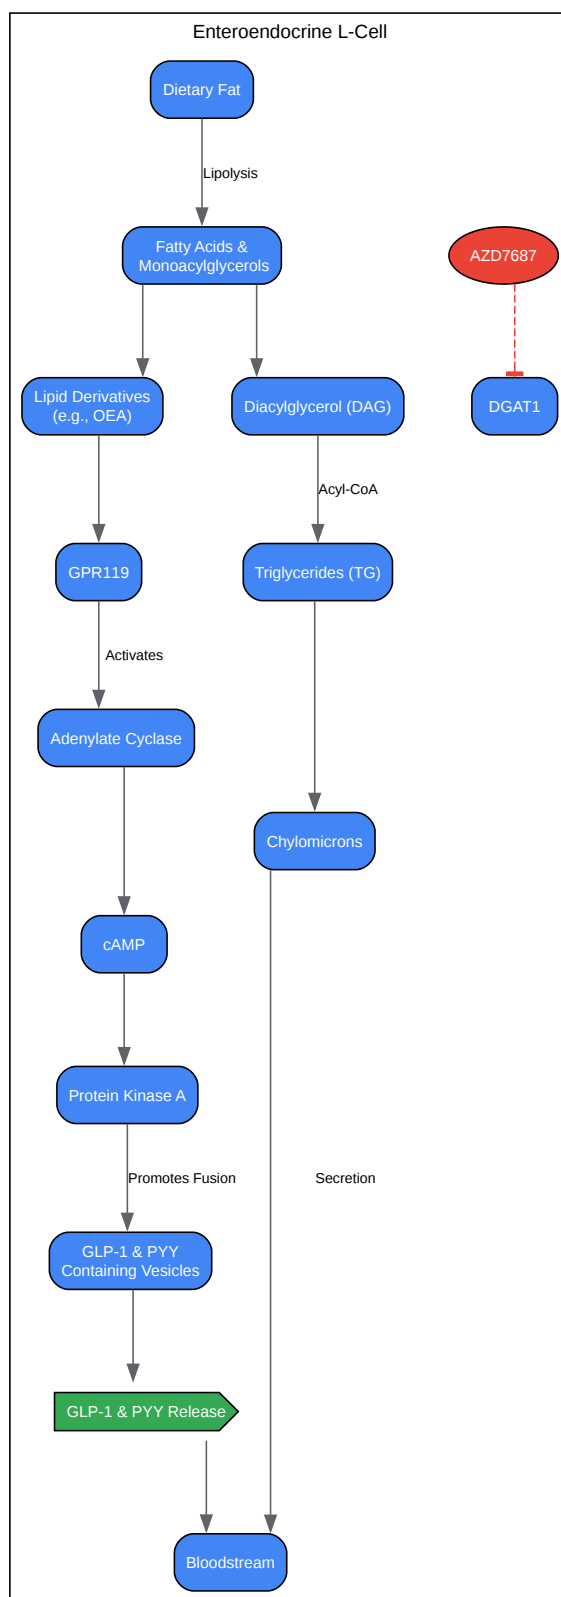 Enteroendocrine L-Cell
Dietary Fat
Lipolysis
Fatty Acids &
Monoacylglycerols
AZD7687
Lipid Derivatives
(e.g., OEA)
Diacylglycerol (DAG)
DGAT1
Acyl-CoA
GPR119
Triglycerides (TG)
Activates
Adenylate Cyclase
Chylomicrons
cAMP
Protein Kinase A
Promotes Fusion
Secretion
GLP-1 & PYY
Containing Vesicles
GLP-1 & PYY Release
Bloodstream